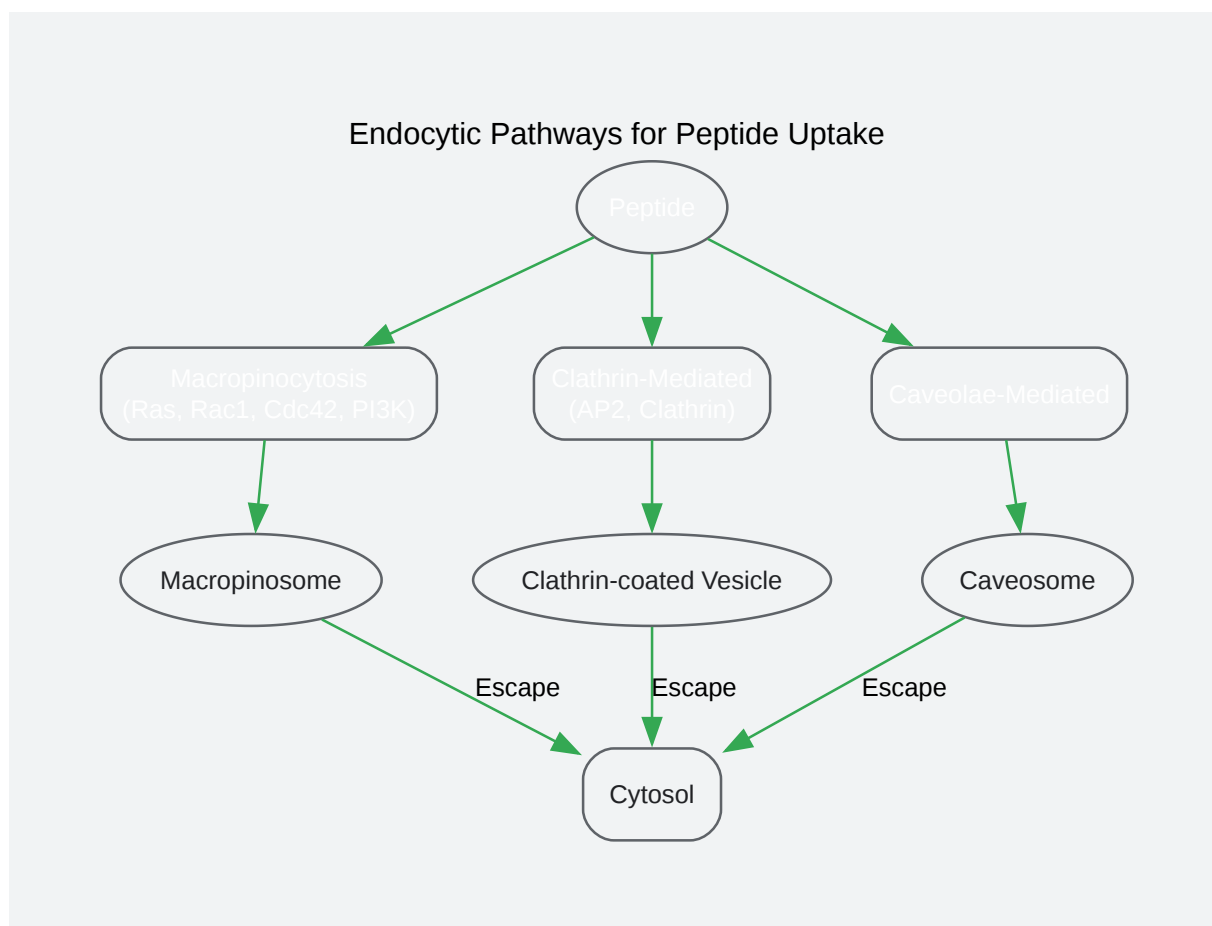 Endocytic Pathways for Peptide Uptake
Peptide
Macropinocytosis
(Ras, Rac1, Cdc42, PI3K)
Clathrin-Mediated
(AP2, Clathrin)
Caveolae-Mediated
Macropinosome
Clathrin-coated Vesicle
Caveosome
Escape
Escape
Escape
Cytosol